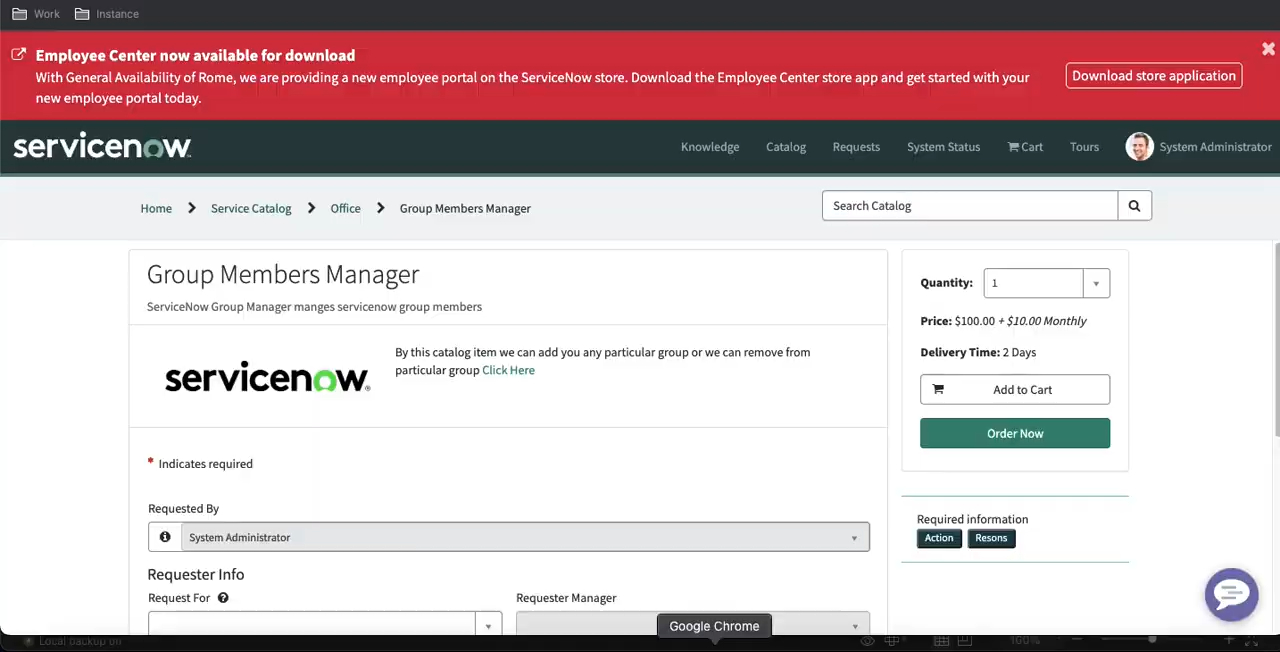 Work Instance
Employee Center now available for download
With General Availability of Rome, we are providing a new employee portal on the ServiceNow store. Download the Employee Center store app and get started with your
new employee portal today.
Download store application
servicenow
Knowledge Catalog Requests System Status Cart Tours System Administrator
Home Service Catalog Office Group Members Manager
Search Catalog
Group Members Manager
ServiceNow Group Manager manges servicenow group members
servicenow
By this catalog item we can add you any particular group or we can remove from
particular group Click Here
* Indicates required
Requested By
System Administrator
Requester Info
Request For
Requester Manager
Quantity: 1
Price: $100.00 + $10.00 Monthly
Delivery Time: 2 Days
Add to Cart
Order Now
Required information
Action Resons
Google Chrome
Local backup on
100%